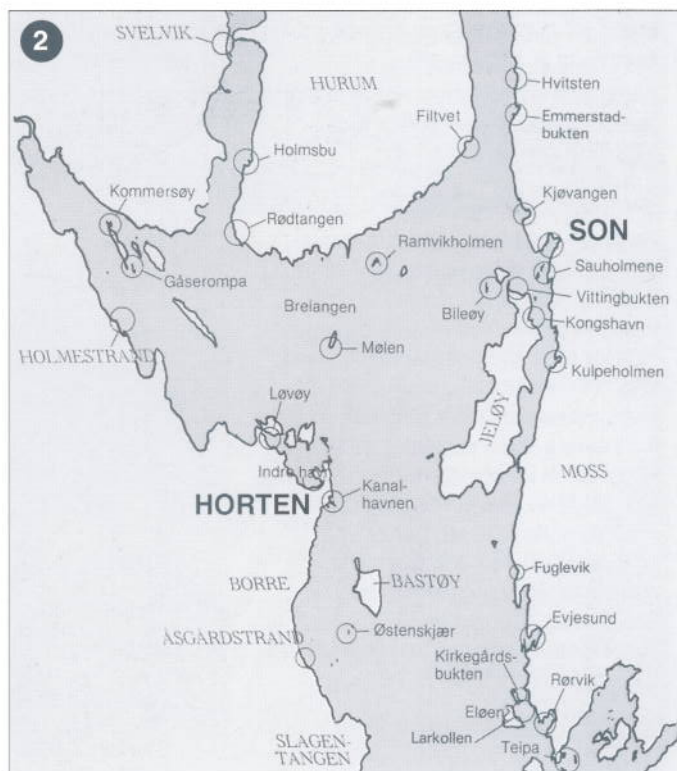 2
SVELVIK
HURUM
Hvitsten
Filtvet
Emmerstad-
bukten
Holmsbu
Kommersøy
Kjøvangen
Rødtangen
SON
Ramvikholmen
Sauholmene
Gåserompa
Vittingbukten
Brelangen
Bileøy
Kongshavn
HOLMESTRAND
Mølen
Kulpeholmen
Løvøy
JELØY
Indre havn
MOSS
HORTEN
Kanal-
havnen
Fuglevik
BORRE
BASTØY
Evjesund
Østenskjær
ÅSGÅRDSTRAND
Kirkegårds-
bukten
Rørvik
Eløen
Larkollen
SLAGEN-
TANGEN
Teipa